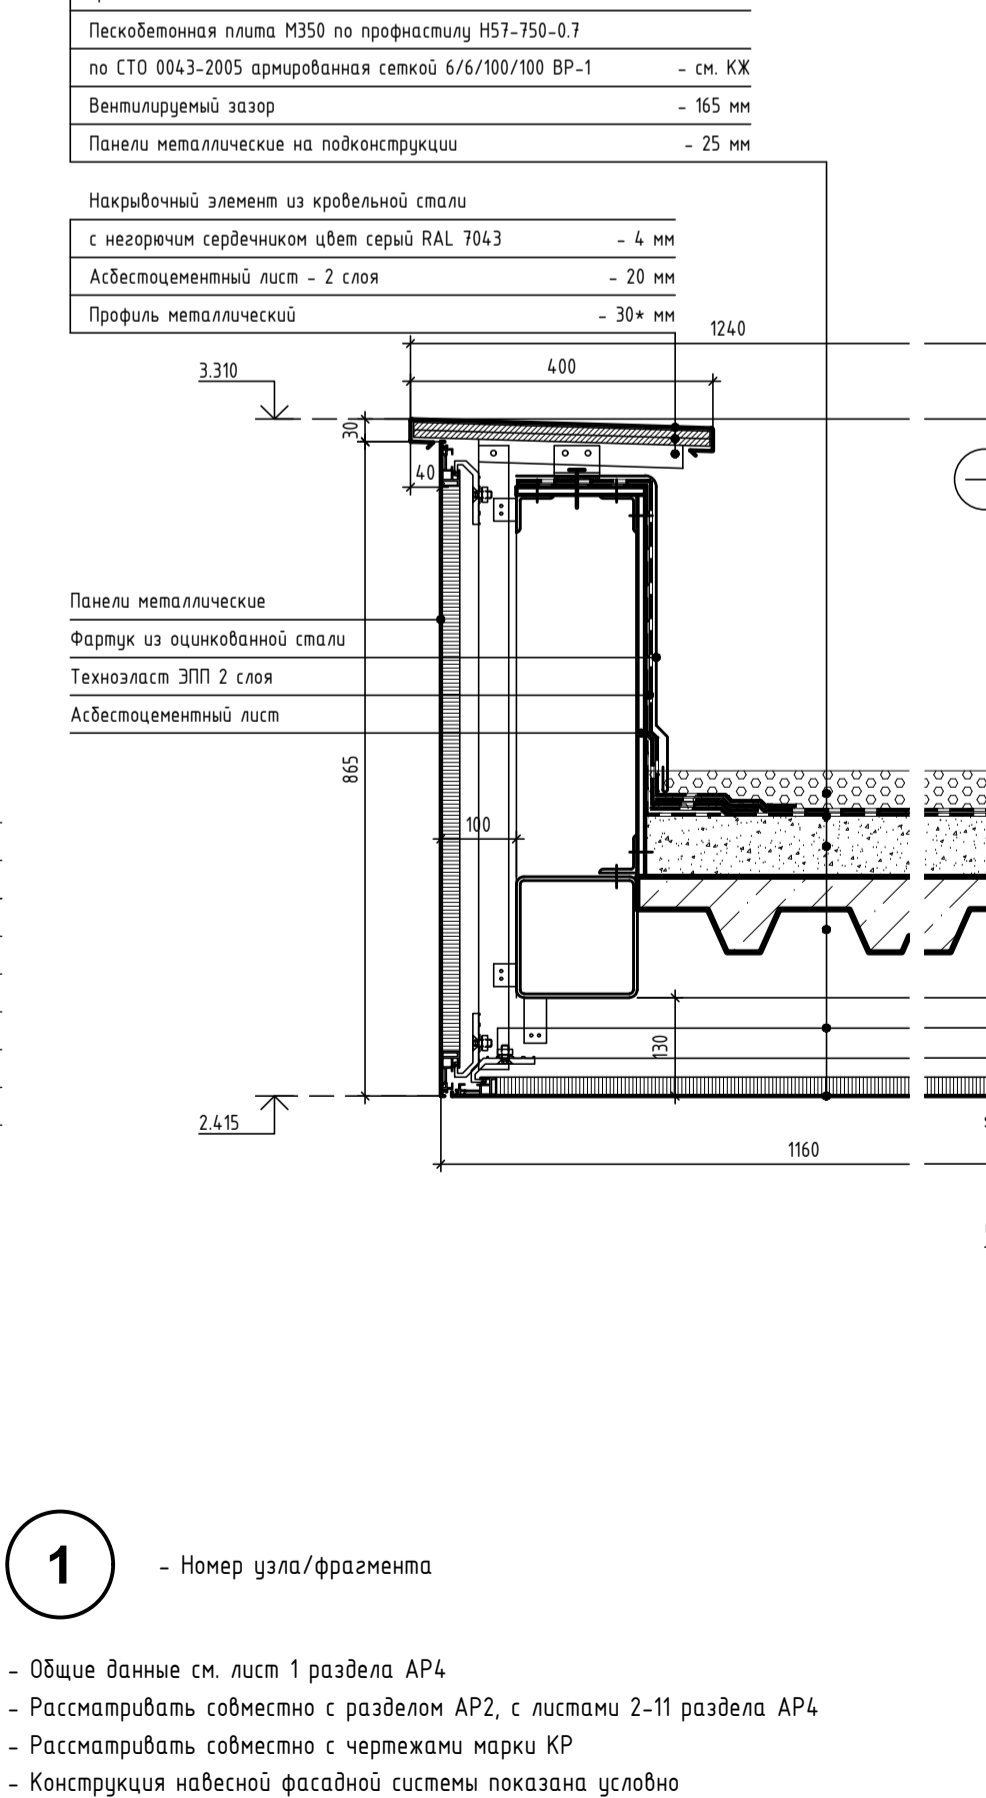 Пескобетонная плита М350 по профнастилу Н57-750-0.7
по СТО 0043-2005 армированная сеткой 6/6/100/100 ВР-1 - см. КЖ
Вентилируемый зазор - 165 мм
Панели металлические на подконструкции - 25 мм
Накрывочный элемент из кровельной стали
с негорючим сердечником цвет серый RAL 7043 - 4 мм
Асбестоцементный лист - 2 слоя - 20 мм
Профиль металлический - 30* мм
1240
400
3.310
30
40
Панели металлические
Фартук из оцинкованной стали
Техноэласт ЭПП 2 слоя
Асбестоцементный лист
865
100
130
2.415
1160
1 - Номер узла/фрагмента
- Общие данные см. лист 1 раздела АР4
- Рассматривать совместно с разделом АР2, с листами 2-11 раздела АР4
- Рассматривать совместно с чертежами марки КР
- Конструкция навесной фасадной системы показана условно